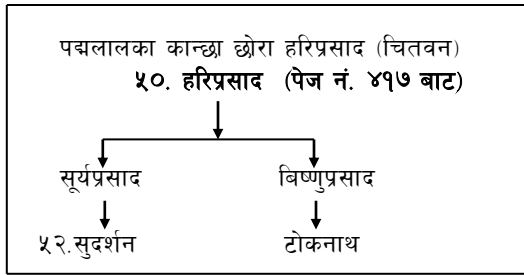 पद्मलालका कान्छा छोरा हरिप्रसाद (चितवन)
५०. हरिप्रसाद (पेज नं. ४१७ बाट)
सूर्यप्रसाद बिष्णुप्रसाद
५२.सुदर्शन टोकनाथ